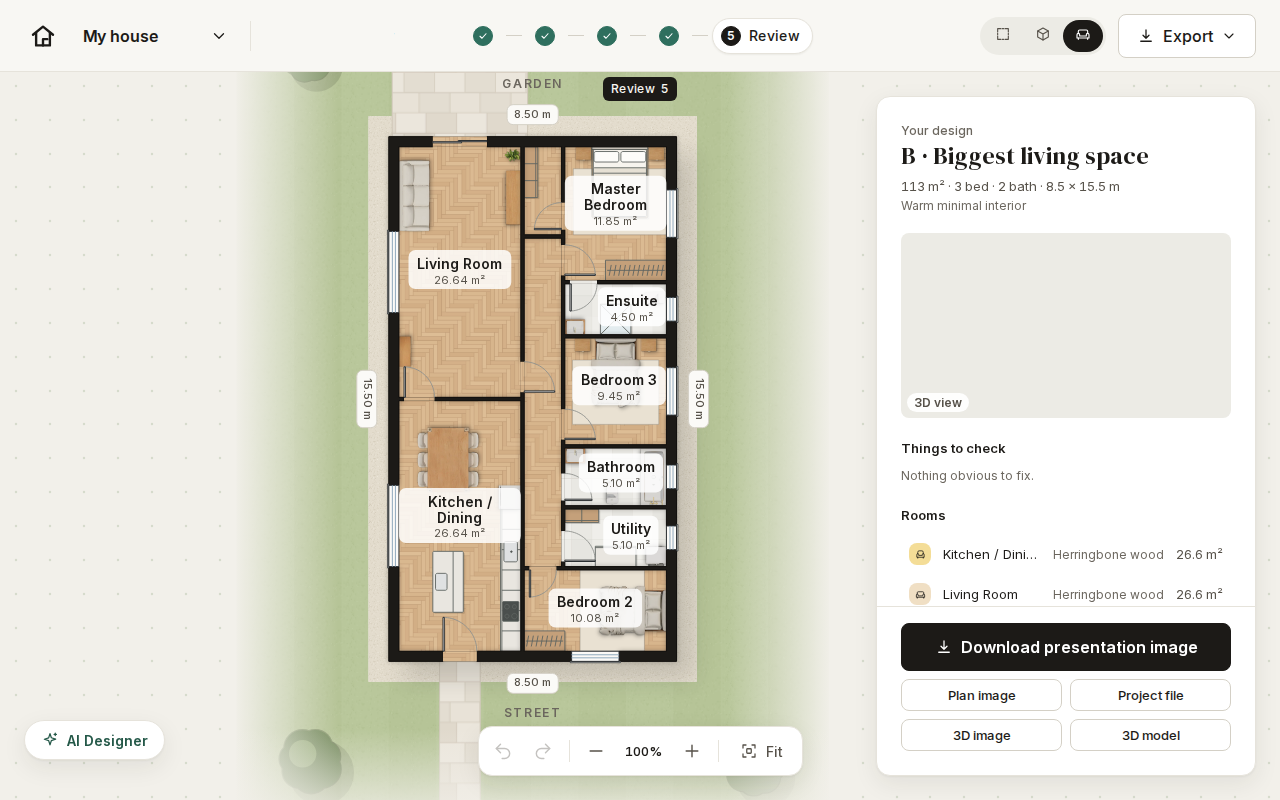 My house
5 Review
Export
GARDEN
Review 5
8.50 m
Master
Bedroom
11.85 m²
Living Room
26.64 m²
Ensuite
4.50 m²
15.50 m
Bedroom 3
9.45 m²
15.50 m
Bathroom
5.10 m²
Kitchen /
Dining
26.64 m²
Utility
5.10 m²
Bedroom 2
10.08 m²
8.50 m
STREET
AI Designer
100%
Fit
Your design
B · Biggest living space
113 m² · 3 bed · 2 bath · 8.5 × 15.5 m
Warm minimal interior
3D view
Things to check
Nothing obvious to fix.
Rooms
Kitchen / Dini... Herringbone wood 26.6 m²
Living Room Herringbone wood 26.6 m²
Download presentation image
Plan image
Project file
3D image
3D model